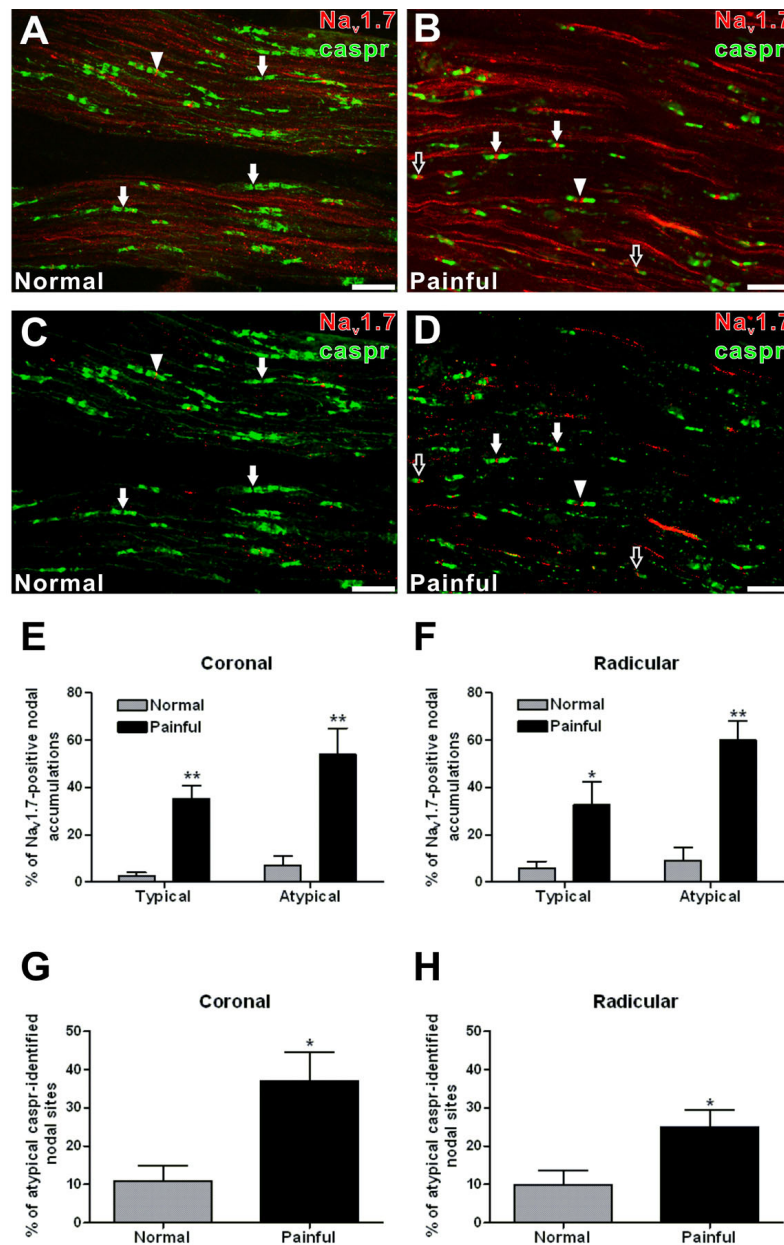 A
Naᵥ1.7
caspr
Normal
B
Naᵥ1.7
caspr
Painful
C
Naᵥ1.7
caspr
Normal
D
Naᵥ1.7
caspr
Painful
E
Coronal
% of Naᵥ1.7-positive nodal
accumulations
80
60
40
20
0
Normal
Painful
**
**
Typical
Atypical
F
Radicular
% of Naᵥ1.7-positive nodal
accumulations
80
60
40
20
0
Normal
Painful
*
**
Typical
Atypical
G
Coronal
% of atypical caspr-identified
nodal sites
50
40
30
20
10
0
*
Normal
Painful
H
Radicular
% of atypical caspr-identified
nodal sites
50
40
30
20
10
0
*
Normal
Painful